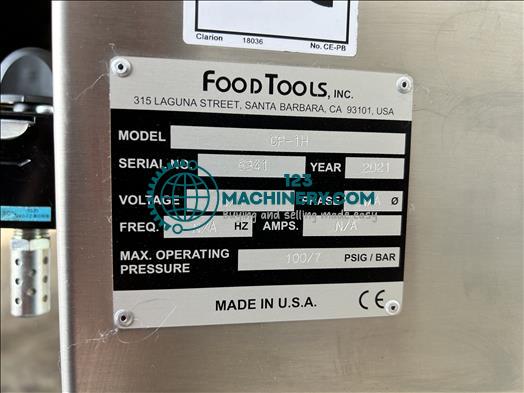 Clarion 18036 No. CE-PB
FOODTOOLS, INC.
315 LAGUNA STREET, SANTA BARBARA, CA 93101, USA
MODEL CP-1H
SERIAL NO. 6341 YEAR 2021
123
MACHINERY.COM
VOLTAGE PHASE Ø
Buying and selling made easy
FREQ. N/A HZ AMPS. N/A
MAX. OPERATING
PRESSURE 100/7 PSIG / BAR
MADE IN U.S.A. CE